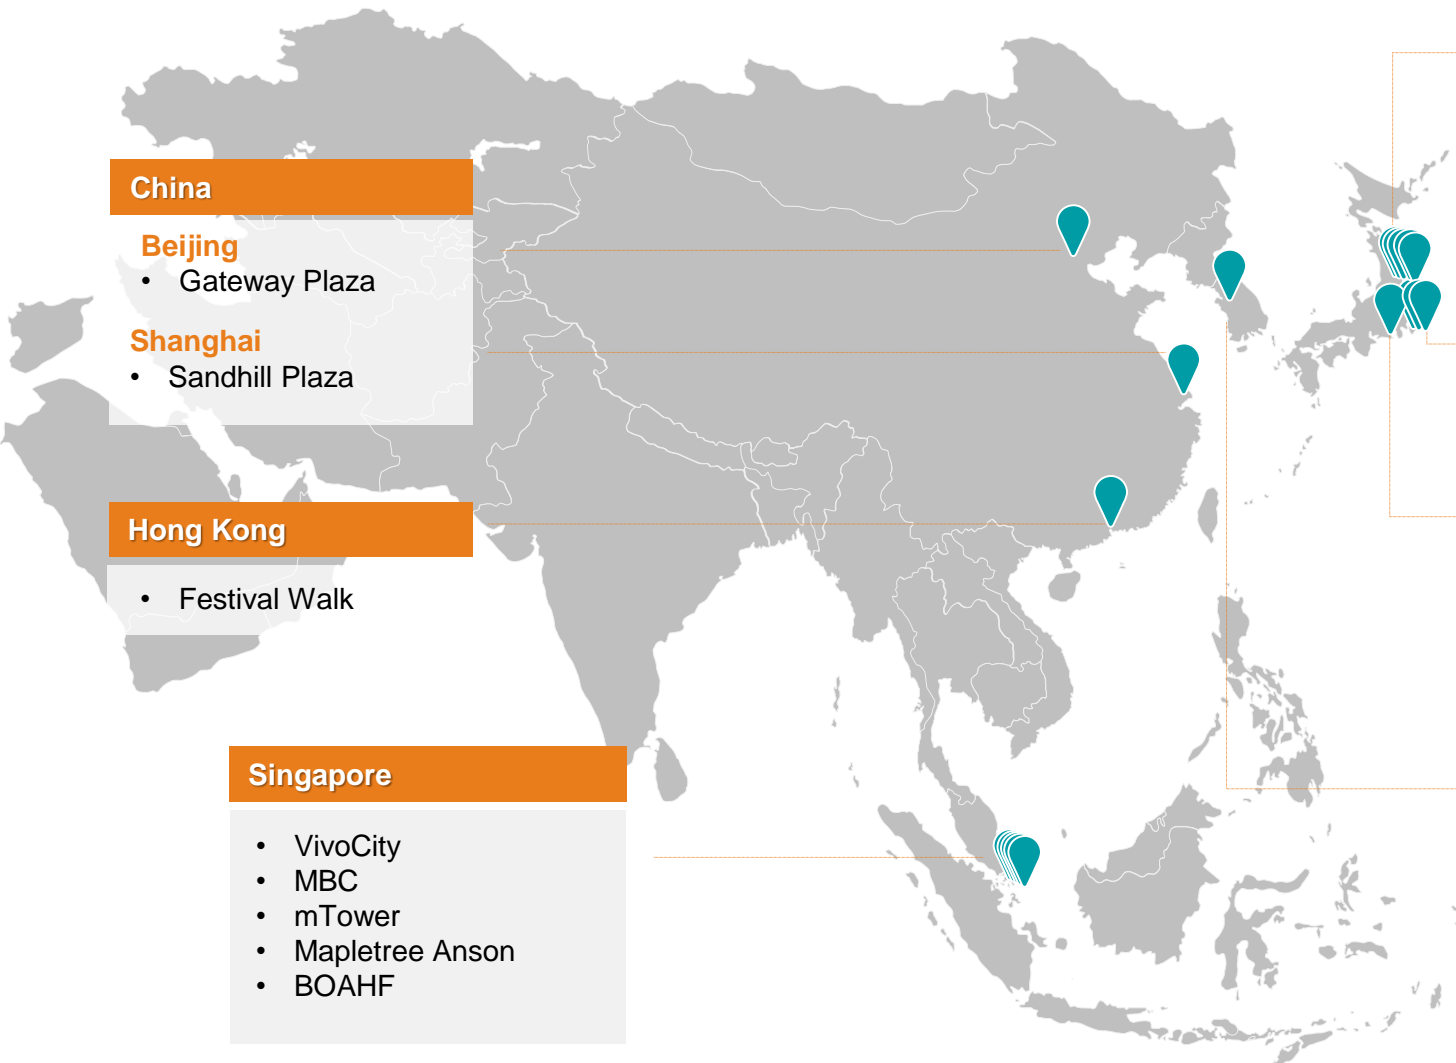 China
Beijing
• Gateway Plaza
Shanghai
• Sandhill Plaza
Hong Kong
• Festival Walk
Singapore
• VivoCity
• MBC
• mTower
• Mapletree Anson
• BOAHF